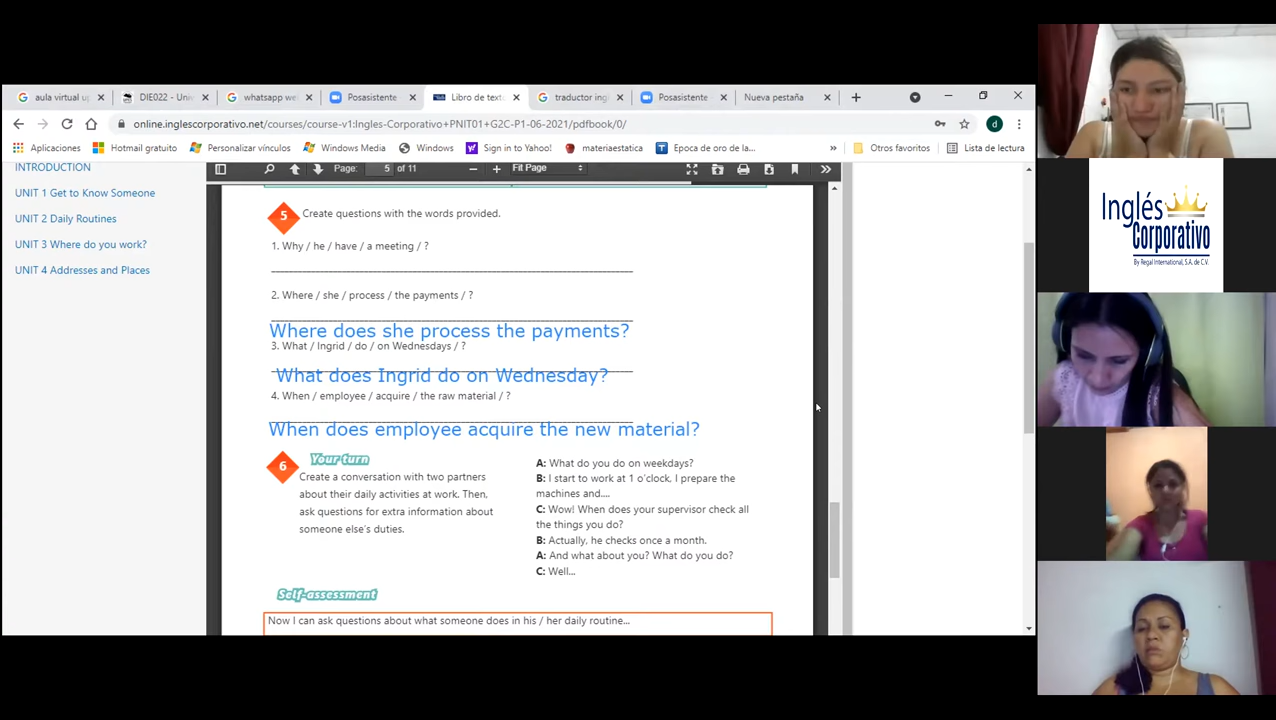 aula virtual up
DIE022 - Univ
whatsapp we
Posasistente
Libro de text
traductor ing
Posasistente
Nueva pestaña
online.inglescorporativo.net/courses/course-v1:Ingles-Corporativo+PNIT01+G2C-P1-06-2021/pdfbook/0/
d
Aplicaciones
Hotmail gratuito
Personalizar vínculos
Windows Media
Windows
Sign in to Yahoo!
materiaestatica
Epoca de oro de la...
»
Otros favoritos
Lista de lectura
INTRODUCTION
UNIT 1 Get to Know Someone
UNIT 2 Daily Routines
UNIT 3 Where do you work?
UNIT 4 Addresses and Places
Page: 5 of 11
Fit Page
5 Create questions with the words provided.
1. Why / he / have / a meeting / ?
2. Where / she / process / the payments / ?
Where does she process the payments?
3. What / Ingrid / do / on Wednesdays / ?
What does Ingrid do on Wednesday?
4. When / employee / acquire / the raw material / ?
When does employee acquire the new material?
6 Your turn
Create a conversation with two partners
about their daily activities at work. Then,
ask questions for extra information about
someone else's duties.
A: What do you do on weekdays?
B: I start to work at 1 o'clock, I prepare the
machines and....
C: Wow! When does your supervisor check all
the things you do?
B: Actually, he checks once a month.
A: And what about you? What do you do?
C: Well...
Self-assessment
Now I can ask questions about what someone does in his / her daily routine...
Inglés
Corporativo
By Regal International, S.A. de C.V.